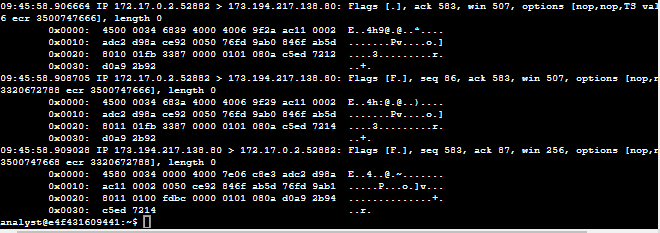 09:45:58.906664 IP 172.17.0.2.52882 > 173.194.217.138.80: Flags [.], ack 583, win 507, options [nop,nop,TS val
6 ecr 3500747666], length 0
0x0000: 4500 0034 6839 4000 4006 9f2a ac11 0002 E..4h9@.@..*....
0x0010: adc2 d98a ce92 0050 76fd 9ab0 846f ab5d .......Pv....o.]
0x0020: 8010 01fb 3387 0000 0101 080a c5ed 7212 ....3.........r.
0x0030: d0a9 2b92 ..+.
09:45:58.908705 IP 172.17.0.2.52882 > 173.194.217.138.80: Flags [F.], seq 86, ack 583, win 507, options [nop,n
3320672788 ecr 3500747666], length 0
0x0000: 4500 0034 683a 4000 4006 9f29 ac11 0002 E..4h:@.@..)....
0x0010: adc2 d98a ce92 0050 76fd 9ab0 846f ab5d .......Pv....o.]
0x0020: 8011 01fb 3387 0000 0101 080a c5ed 7214 ....3.........r.
0x0030: d0a9 2b92 ..+.
09:45:58.909028 IP 173.194.217.138.80 > 172.17.0.2.52882: Flags [F.], seq 583, ack 87, win 256, options [nop,n
3500747668 ecr 3320672788], length 0
0x0000: 4580 0034 0000 4000 7e06 c8e3 adc2 d98a E..4..@.~.......
0x0010: ac11 0002 0050 ce92 846f ab5d 76fd 9ab1 .....P...o.]v...
0x0020: 8011 0100 fdbc 0000 0101 080a d0a9 2b94 ..............+.
0x0030: c5ed 7214 ..r.
analyst@e4f431609441:~$